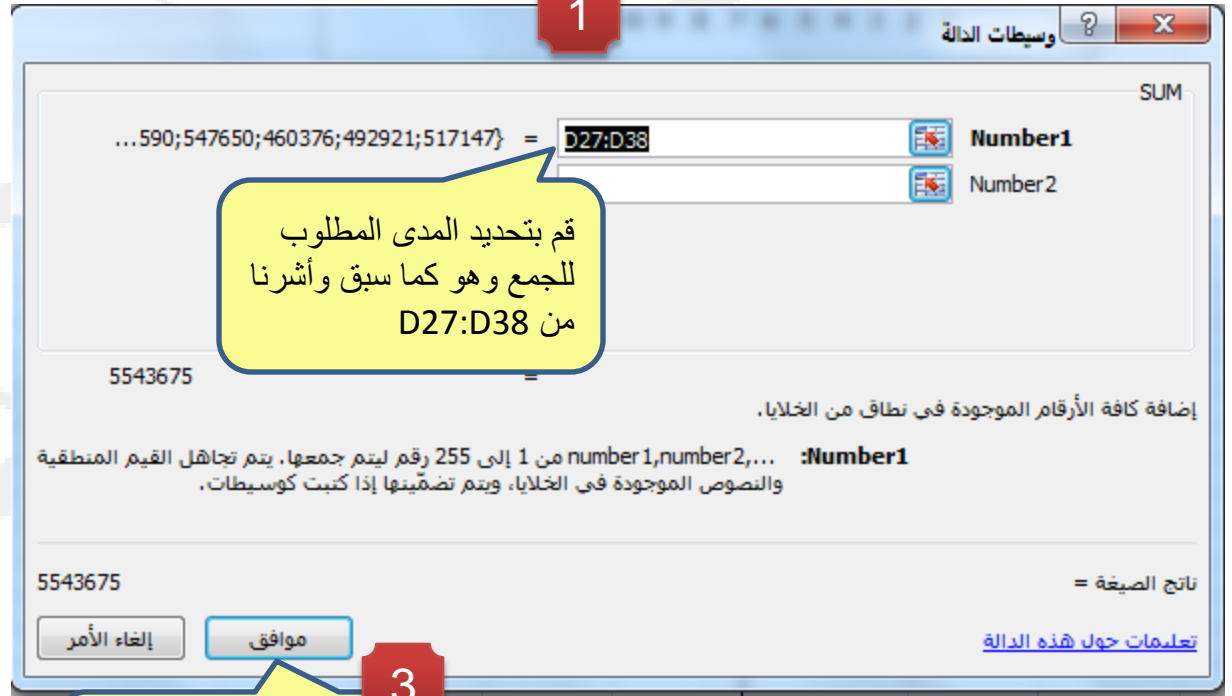 1
وسيطات الدالة
SUM
Number1
D27:D38
=
...590;547650;460376;492921;517147}
Number2
قم بتحديد المدى المطلوب
للجمع وهو كما سبق وأشرنا
من D27:D38
= 5543675
إضافة كافة الأرقام الموجودة في نطاق من الخلايا.
Number1: number1,number2,... من 1 إلى 255 رقم ليتم جمعها. يتم تجاهل القيم المنطقية
والنصوص الموجودة في الخلايا، ويتم تضمّينها إذا كتبت كوسيطات.
ناتج الصيغة = 5543675
تعليمات حول هذه الدالة
موافق
إلغاء الأمر
3